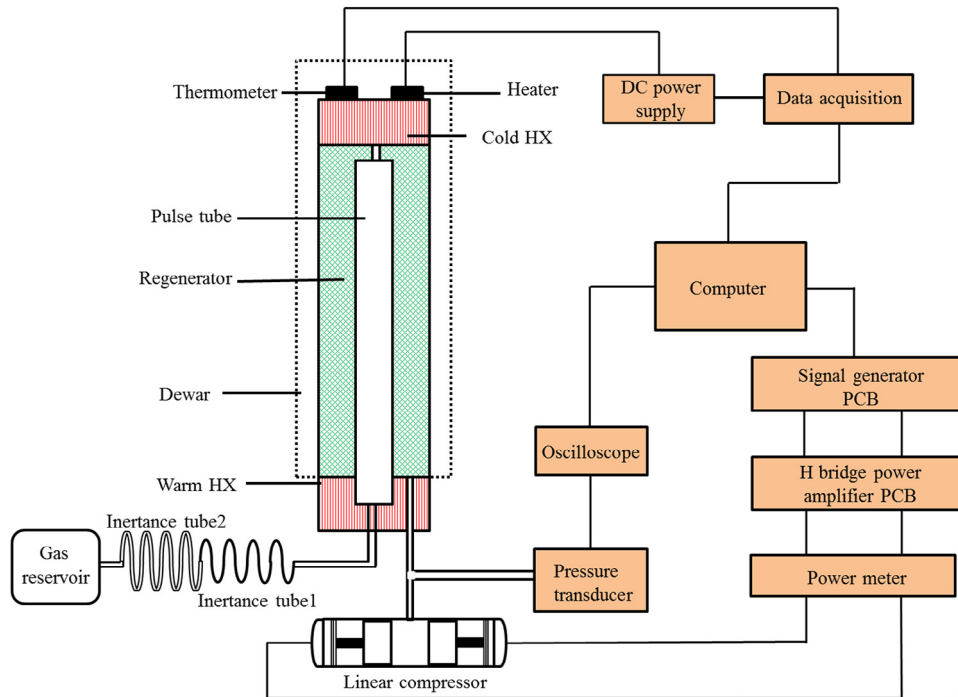 Thermometer
Heater
DC power
supply
Data acquisition
Cold HX
Pulse tube
Regenerator
Computer
Dewar
Signal generator
PCB
Oscilloscope
H bridge power
amplifier PCB
Warm HX
Inertance tube2
Gas
reservoir
Inertance tube1
Pressure
transducer
Power meter
Linear compressor